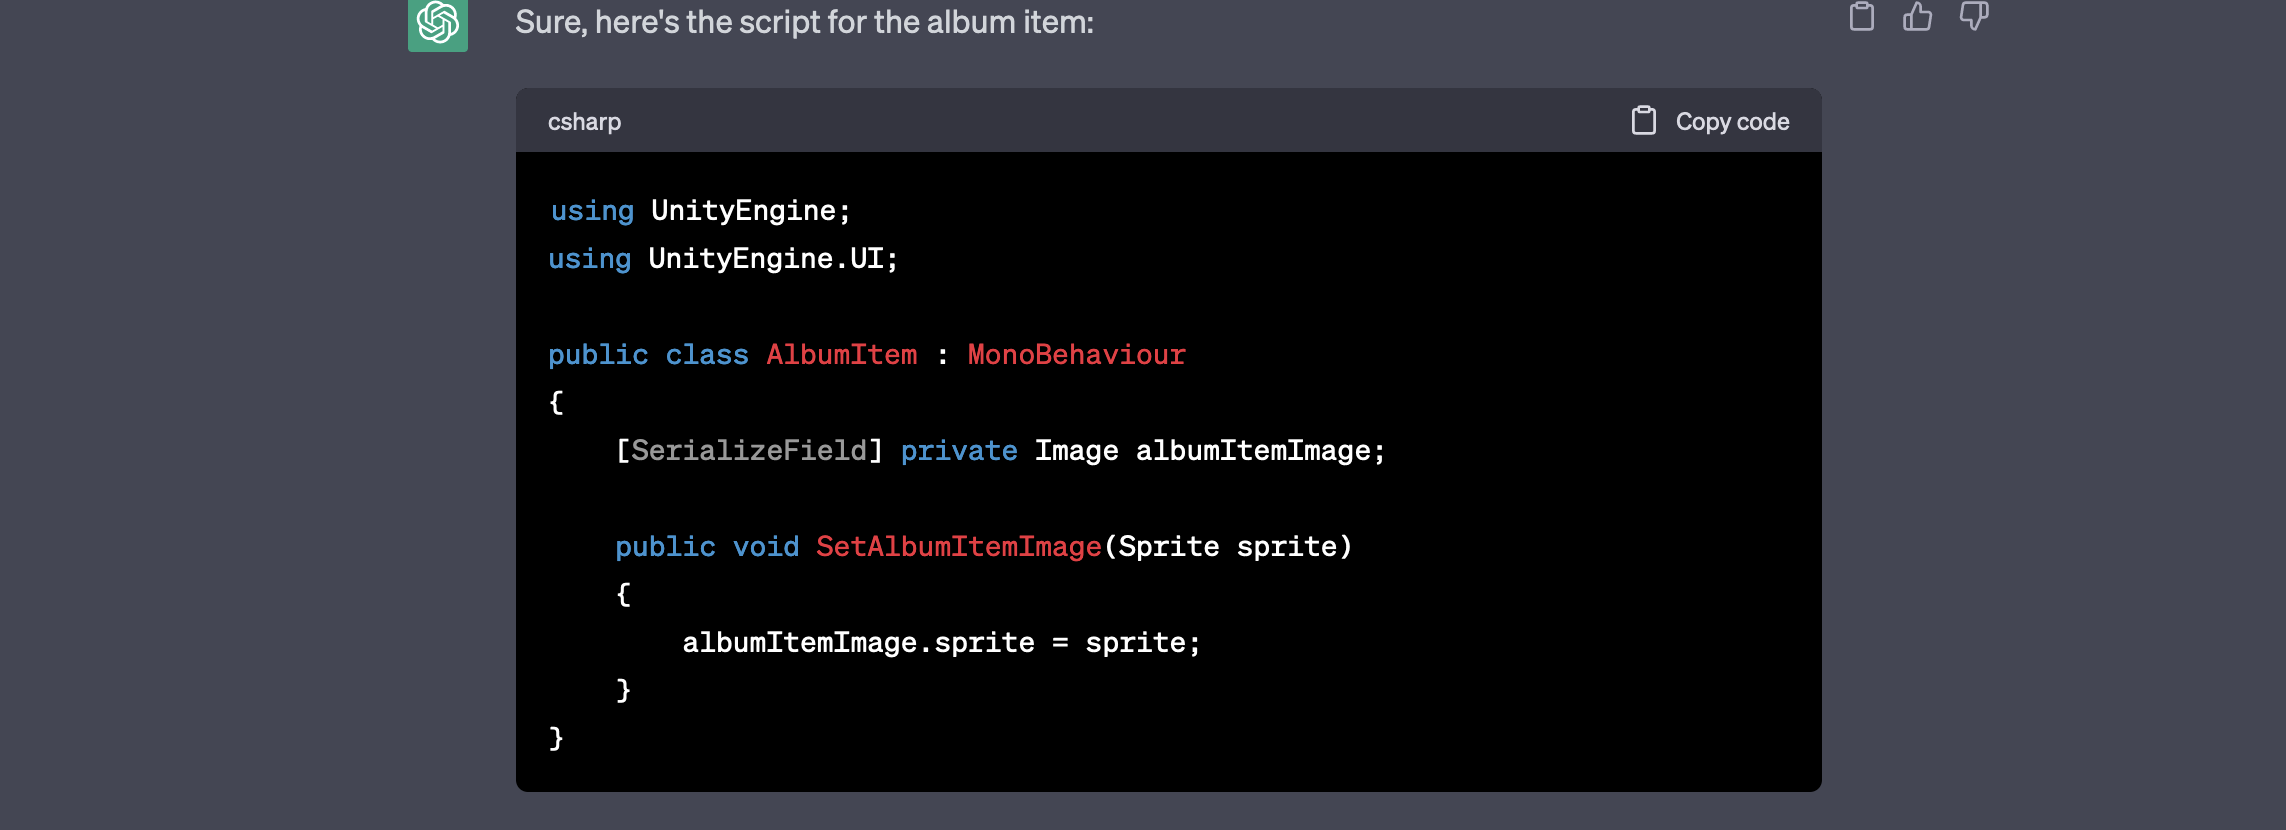 Sure, here's the script for the album item:
csharp
Copy code
using UnityEngine;
using UnityEngine.UI;
public class AlbumItem : MonoBehaviour
{
    [SerializeField] private Image albumItemImage;
    public void SetAlbumItemImage(Sprite sprite)
    {
        albumItemImage.sprite = sprite;
    }
}